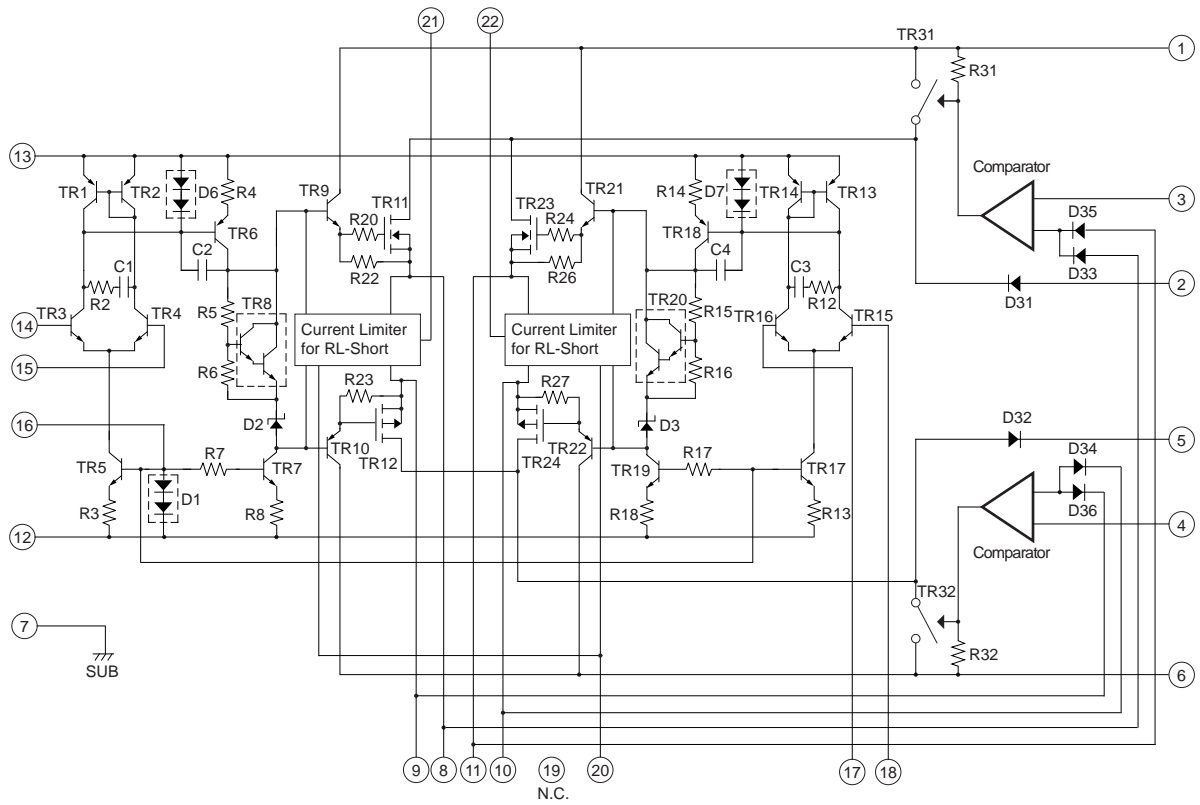 21
22
1
TR31
R31
13
TR1
TR2
D6
R4
TR9
TR11
R20
R22
TR6
C2
TR23
R24
R26
TR21
R14
D7
TR14
TR13
TR18
C4
Comparator
3
D35
D33
2
D31
R2
C1
R5
TR8
C3
R12
TR20
R15
TR3
TR4
14
15
R6
Current Limiter
for RL-Short
Current Limiter
for RL-Short
TR16
TR15
R16
16
D2
R23
R27
D3
TR10
TR12
TR22
TR24
D32
5
TR5
R7
TR7
D1
R3
R8
TR19
R17
TR17
R18
R13
D34
D36
4
Comparator
12
7
SUB
TR32
R32
6
9
8
11
10
19
N.C.
20
17
18